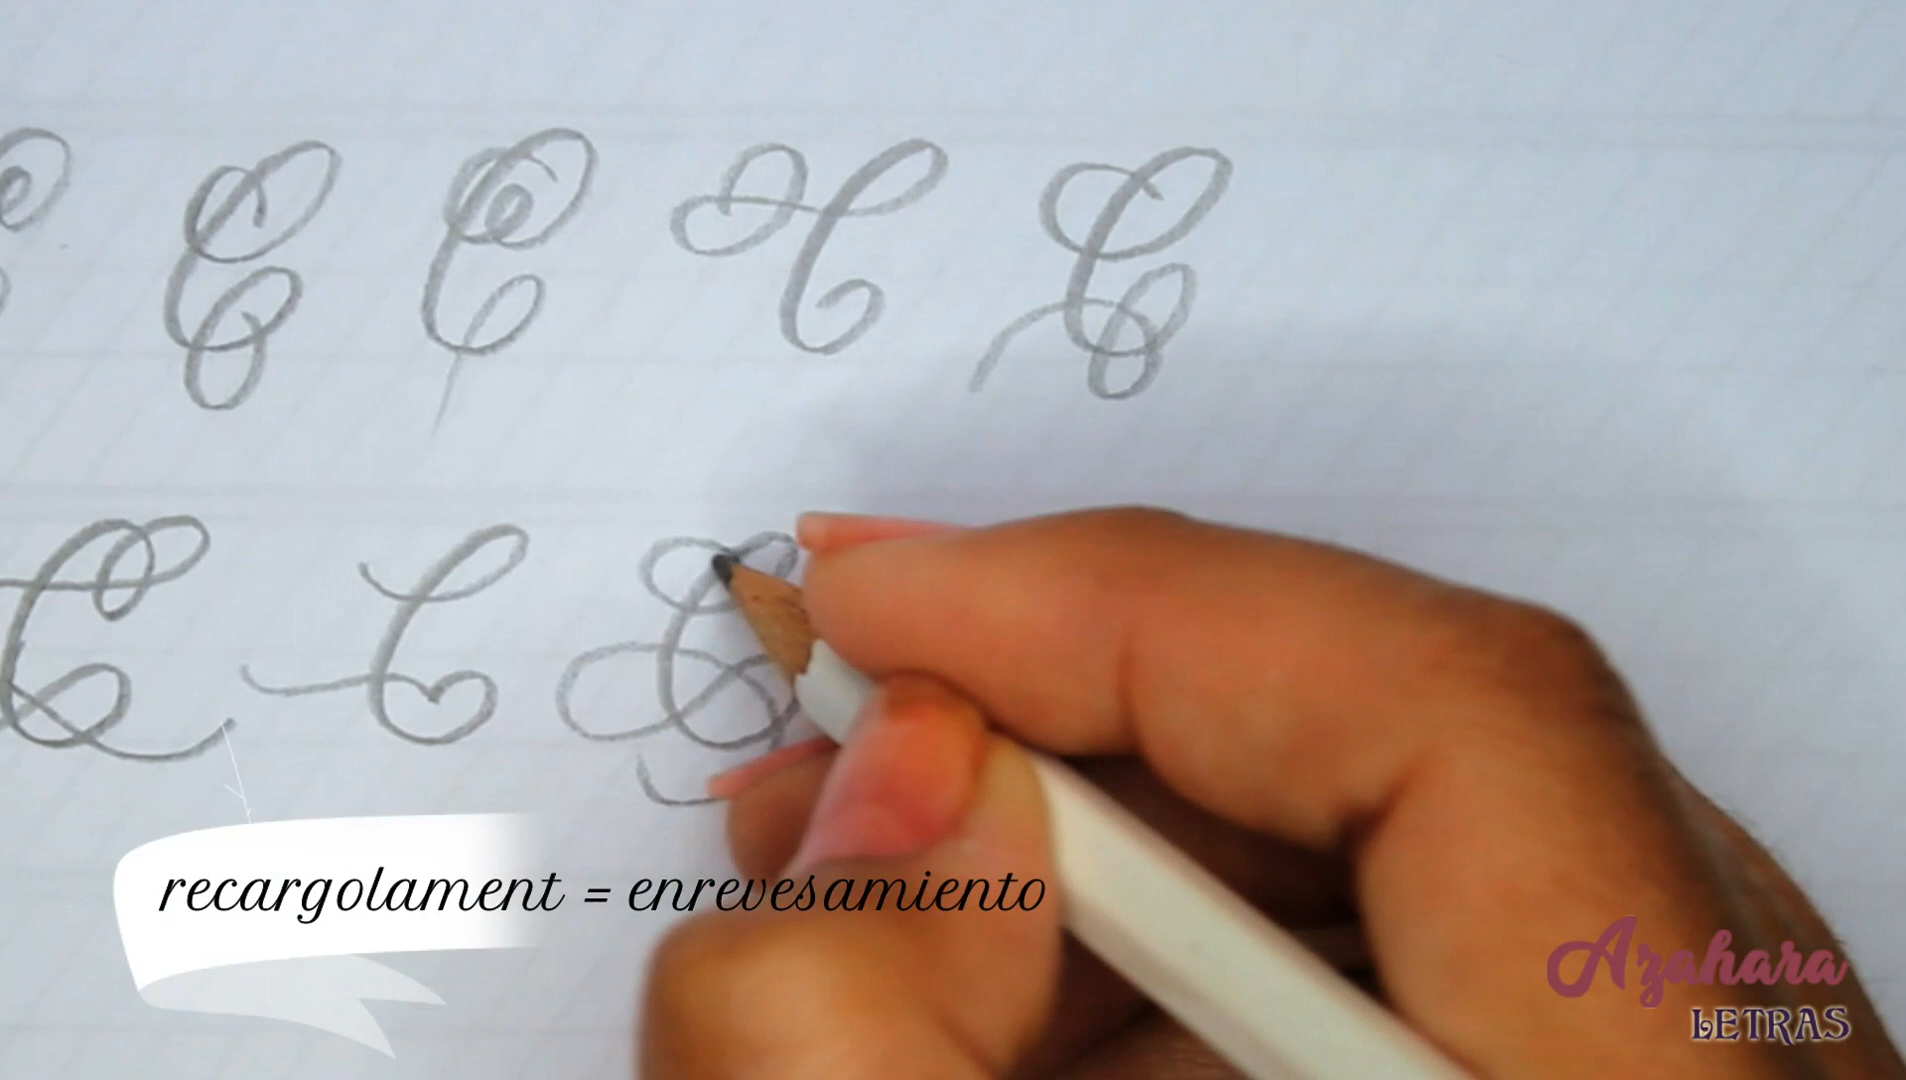 C C C C
C C C
recargolament = enrevesamiento
Azahara
LETRAS